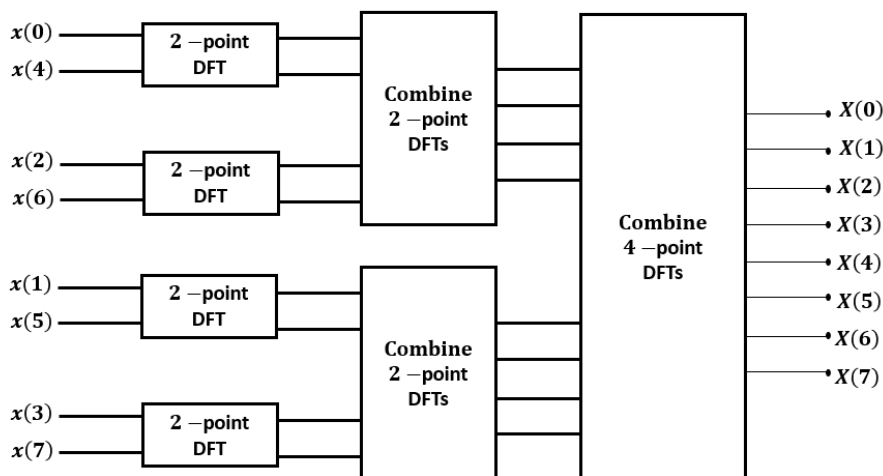 x(0)
x(4)
2 −point
DFT
x(2)
x(6)
2 −point
DFT
x(1)
x(5)
2 −point
DFT
x(3)
x(7)
2 −point
DFT
Combine
2 −point
DFTs
Combine
2 −point
DFTs
Combine
4 −point
DFTs
X(0)
X(1)
X(2)
X(3)
X(4)
X(5)
X(6)
X(7)